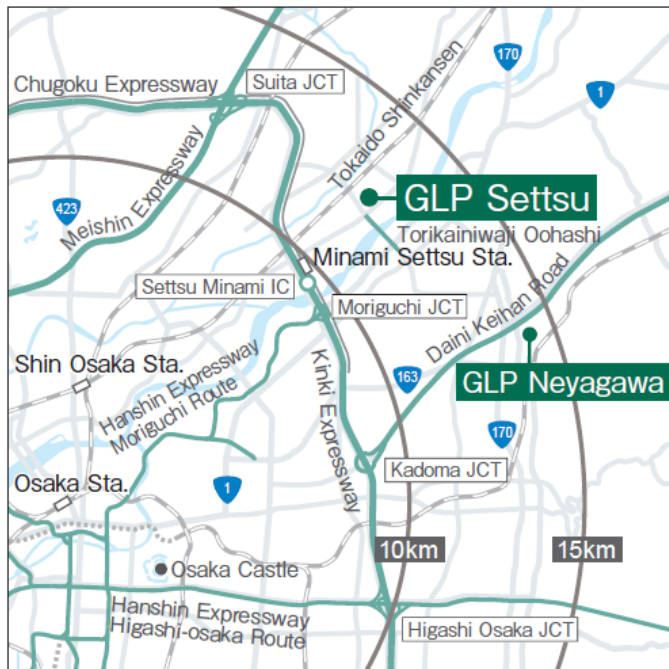 170
1
Chugoku Expressway
Suita JCT
Tokaido Shinkansen
Meishin Expressway
423
GLP Settsu
Torikainiwaji Oohashi
Minami Settsu Sta.
Settsu Minami IC
Moriguchi JCT
Daini Keihan Road
Shin Osaka Sta.
Hanshin Expressway
Moriguchi Route
Kinki Expressway
163
GLP Neyagawa
170
Kadoma JCT
1
Osaka Sta.
10km
15km
Osaka Castle
Hanshin Expressway
Higashi-osaka Route
Higashi Osaka JCT